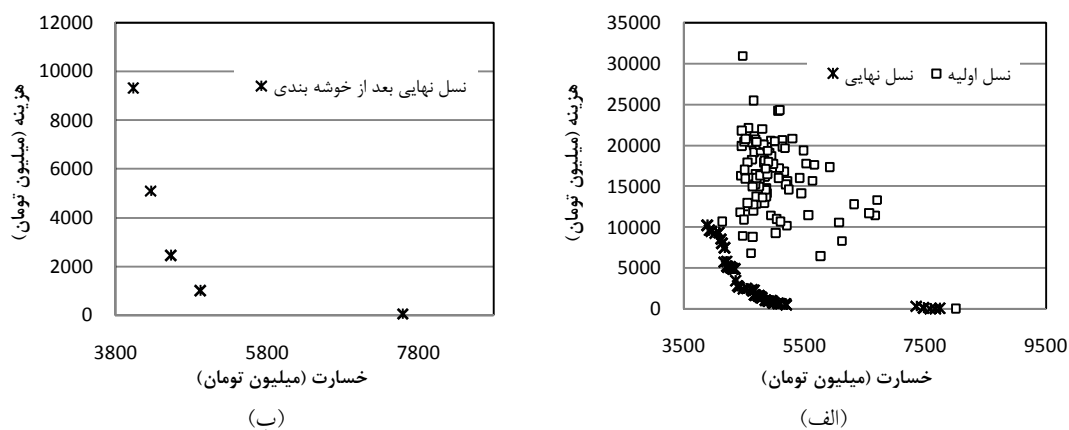 هزینه (میلیون تومان)
35000
30000
25000
20000
15000
10000
5000
0
نسل اولیه
نسل نهایی
3500 5500 7500 9500
خسارت (میلیون تومان)
(الف)
هزینه (میلیون تومان)
12000
10000
8000
6000
4000
2000
0
نسل نهایی بعد از خوشه بندی
3800 5800 7800
خسارت (میلیون تومان)
(ب)